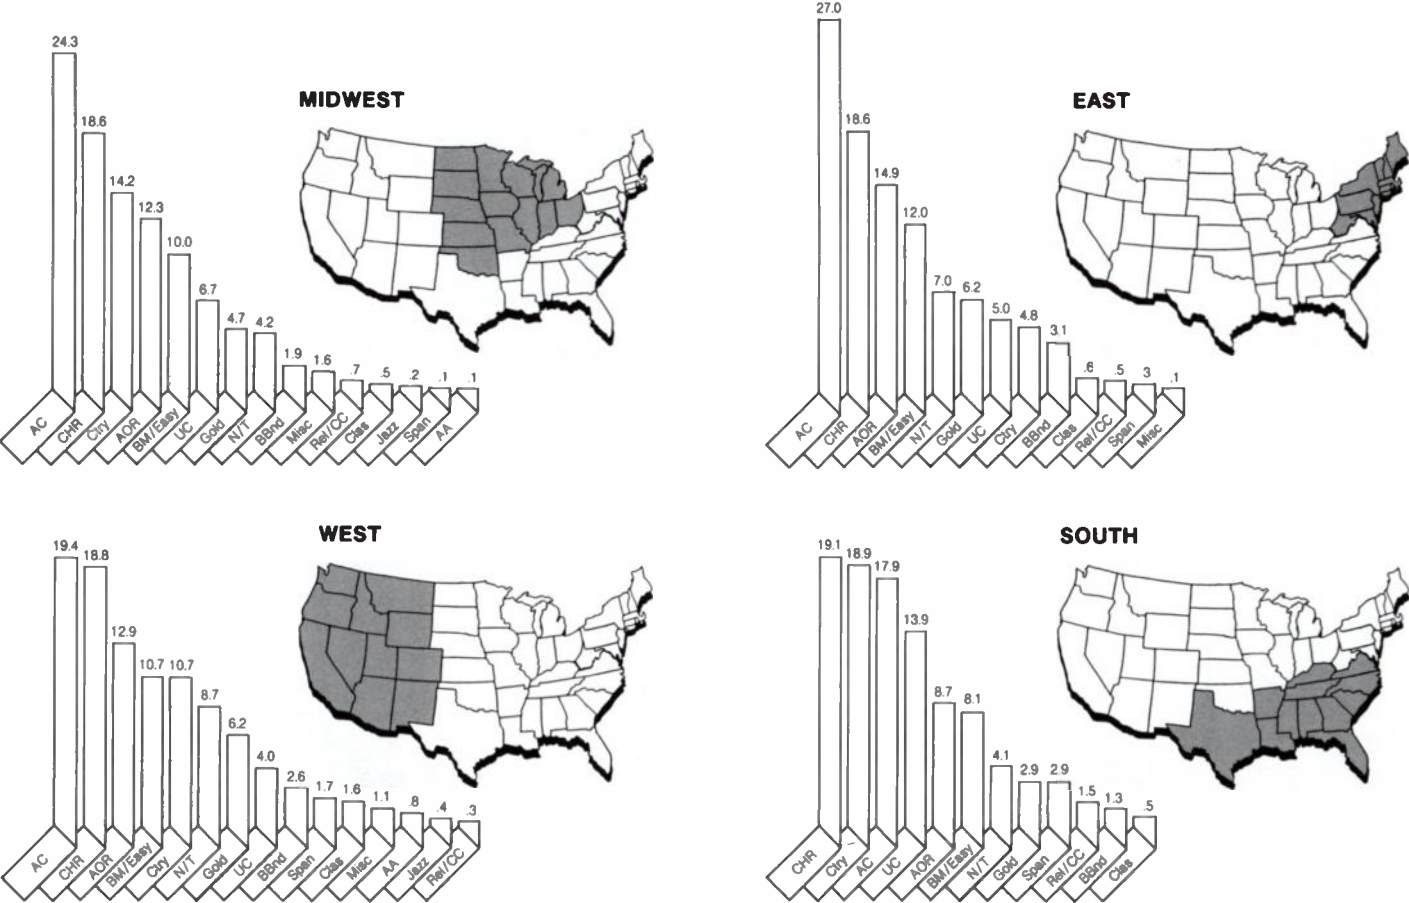 MIDWEST
24.3
18.6
14.2
12.3
10.0
6.7
4.7
4.2
1.9
1.6
.7
.5
.2
.1
.1
AC
CHR
Ctry
AOR
BM/Easy
UC
Gold
N/T
BBnd
Misc
Rel/CC
Clas
Jazz
Span
AA
EAST
27.0
18.6
14.9
12.0
7.0
6.2
5.0
4.8
3.1
.6
.5
3
.1
AC
CHR
AOR
BM/Easy
N/T
Gold
UC
Ctry
BBnd
Clas
Rel/CC
Span
Misc
WEST
19.4
18.8
12.9
10.7
10.7
8.7
6.2
4.0
2.6
1.7
1.6
1.1
.8
.4
.3
AC
CHR
AOR
BM/Easy
Ctry
N/T
Gold
UC
BBnd
Span
Clas
Misc
AA
Jazz
Rel/CC
SOUTH
19.1
18.9
17.9
13.9
8.7
8.1
4.1
2.9
2.9
1.5
1.3
.5
CHR
Ctry
AC
UC
AOR
BM/Easy
N/T
Gold
Span
Rel/CC
BBnd
Clas